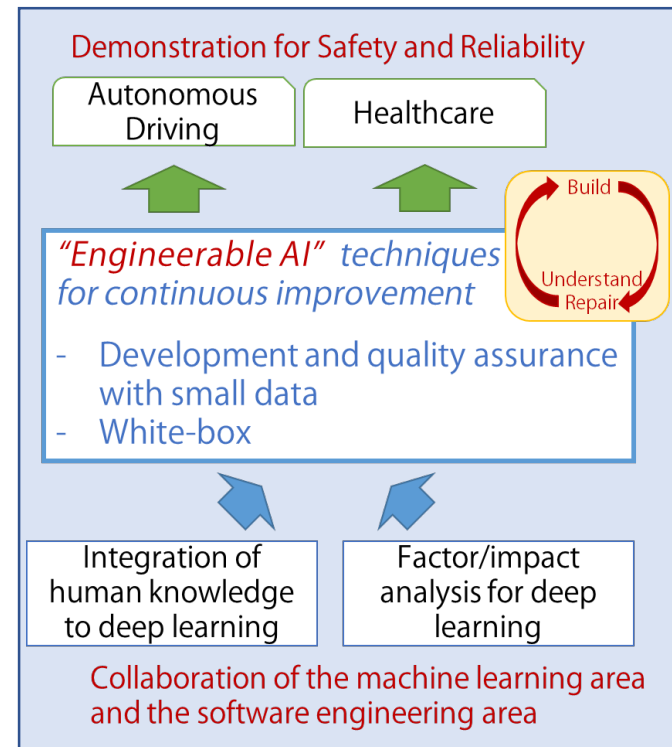 Demonstration for Safety and Reliability
Autonomous
Driving
Healthcare
Build
Understand
Repair
“Engineerable AI” techniques
for continuous improvement
- Development and quality assurance
with small data
- White-box
Integration of
human knowledge
to deep learning
Factor/impact
analysis for deep
learning
Collaboration of the machine learning area
and the software engineering area